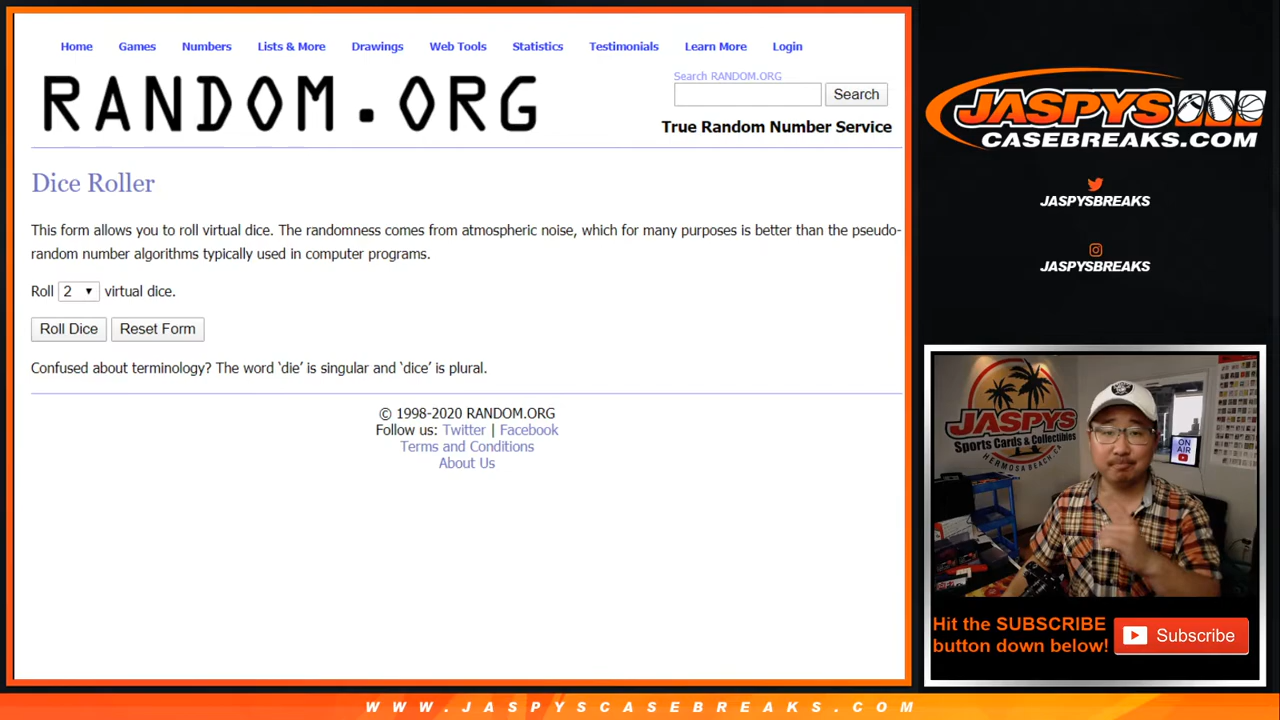 Home Games Numbers Lists & More Drawings Web Tools Statistics Testimonials Learn More Login
RANDOM.ORG
Search RANDOM.ORG
Search
True Random Number Service
Dice Roller
This form allows you to roll virtual dice. The randomness comes from atmospheric noise, which for many purposes is better than the pseudo-
random number algorithms typically used in computer programs.
Roll 2 virtual dice.
Roll Dice Reset Form
Confused about terminology? The word ‘die’ is singular and ‘dice’ is plural.
© 1998-2020 RANDOM.ORG
Follow us: Twitter | Facebook
Terms and Conditions
About Us
JASPYS
CASEBREAKS.COM
JASPYSBREAKS
JASPYSBREAKS
JASPYS
Sports Cards & Collectibles
HERMOSA BEACH, CA
ON
AIR
Hit the SUBSCRIBE
button down below!
Subscribe
WWW.JASPYSCASEBREAKS.COM